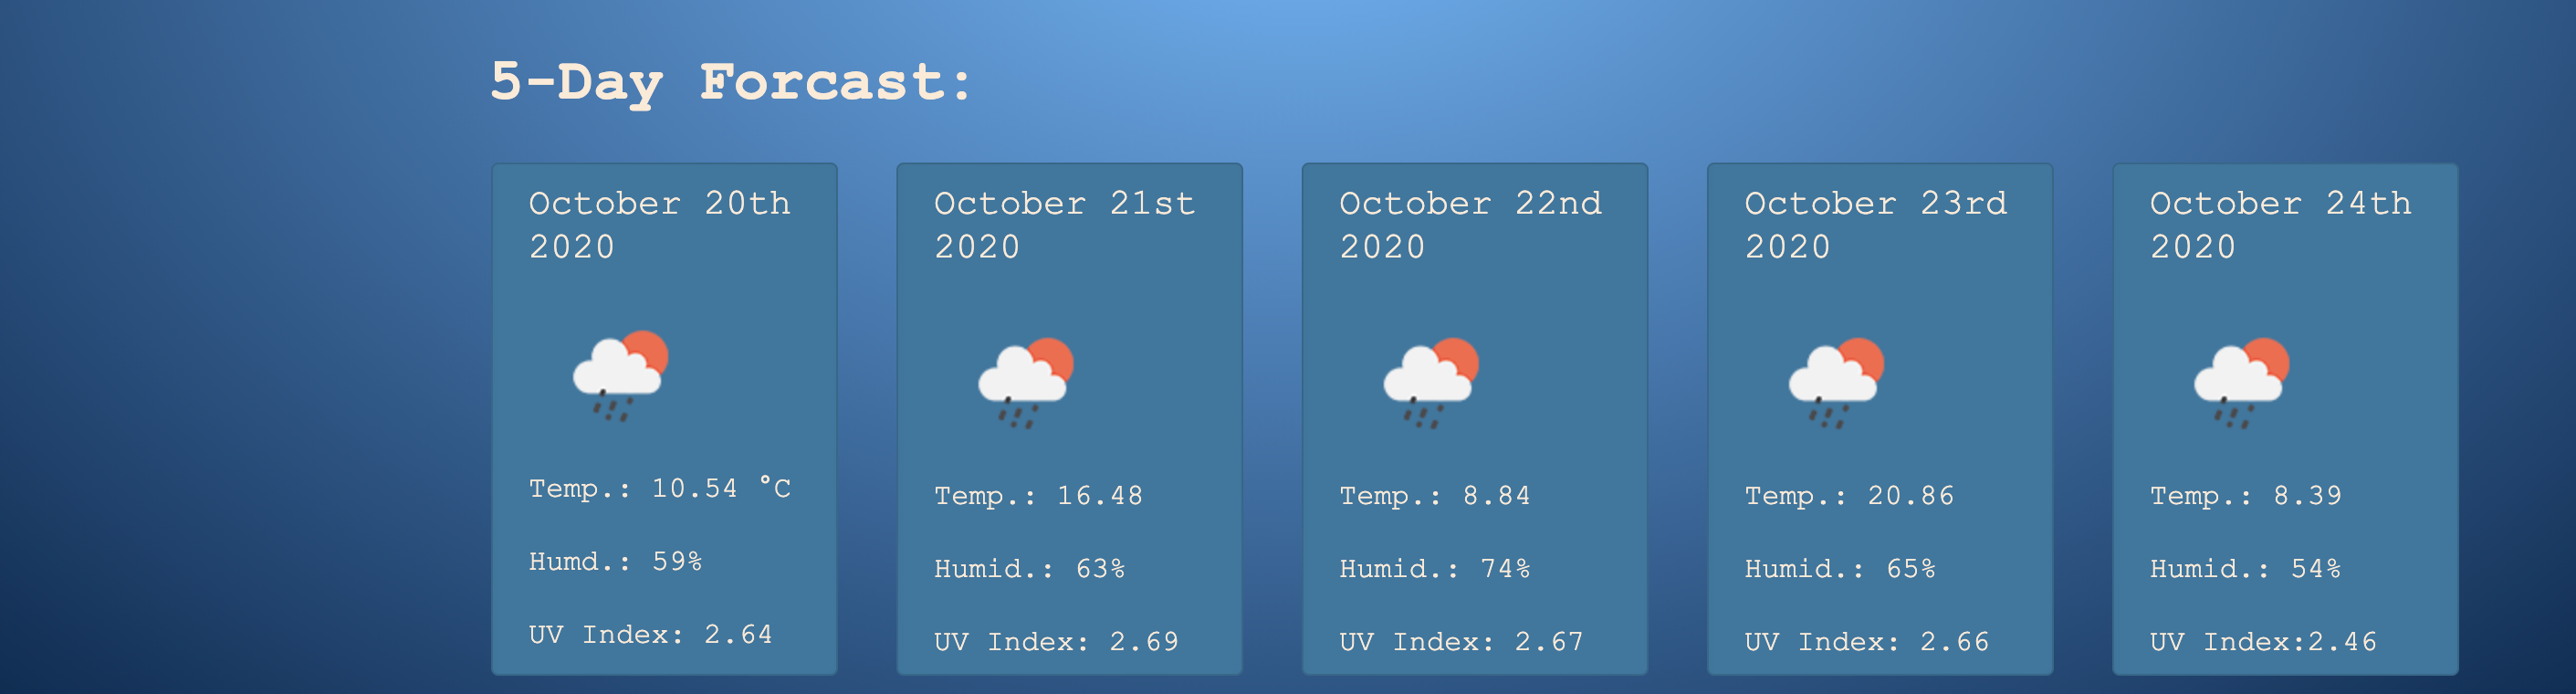 5-Day Forcast:
October 20th
2020
Temp.: 10.54 °C
Humd.: 59%
UV Index: 2.64
October 21st
2020
Temp.: 16.48
Humid.: 63%
UV Index: 2.69
October 22nd
2020
Temp.: 8.84
Humid.: 74%
UV Index: 2.67
October 23rd
2020
Temp.: 20.86
Humid.: 65%
UV Index: 2.66
October 24th
2020
Temp.: 8.39
Humid.: 54%
UV Index:2.46